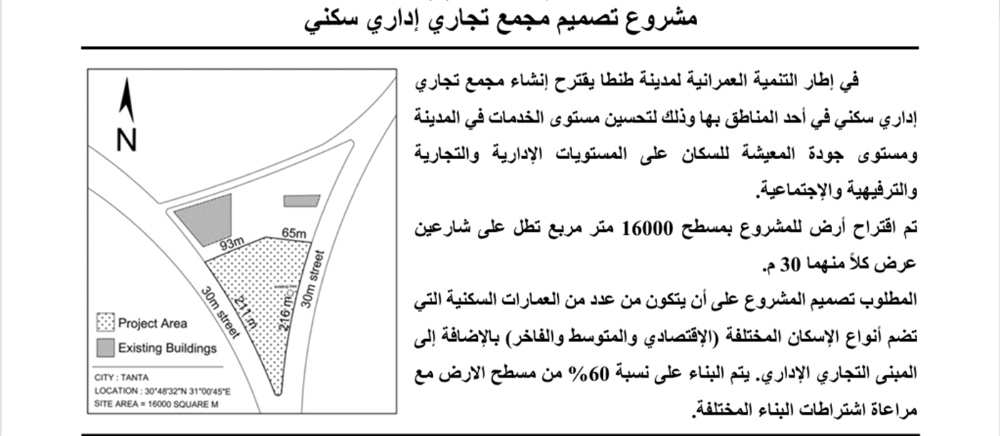 مشروع تصميم مجمع تجاري إداري سكني
في إطار التنمية العمرانية لمدينة طنطا يقترح إنشاء مجمع تجاري
إداري سكني في أحد المناطق بها وذلك لتحسين مستوى الخدمات في المدينة
ومستوى جودة المعيشة للسكان على المستويات الإدارية والتجارية
والترفيهية والإجتماعية.
تم اقتراح أرض للمشروع بمسطح 16000 متر مربع تطل على شارعين
عرض كلاً منهما 30 م.
المطلوب تصميم المشروع على أن يتكون من عدد من العمارات السكنية التي
تضم أنواع الإسكان المختلفة (الإقتصادي والمتوسط والفاخر) بالإضافة إلى
المبنى التجاري الإداري. يتم البناء على نسبة 60% من مسطح الارض مع
مراعاة اشتراطات البناء المختلفة.
N
93m
65m
211m
216 m
30m street
30m street
Project Area
Existing Buildings
CITY : TANTA
LOCATION : 30°48'32"N 31°00'45"E
SITE AREA = 16000 SQUARE M